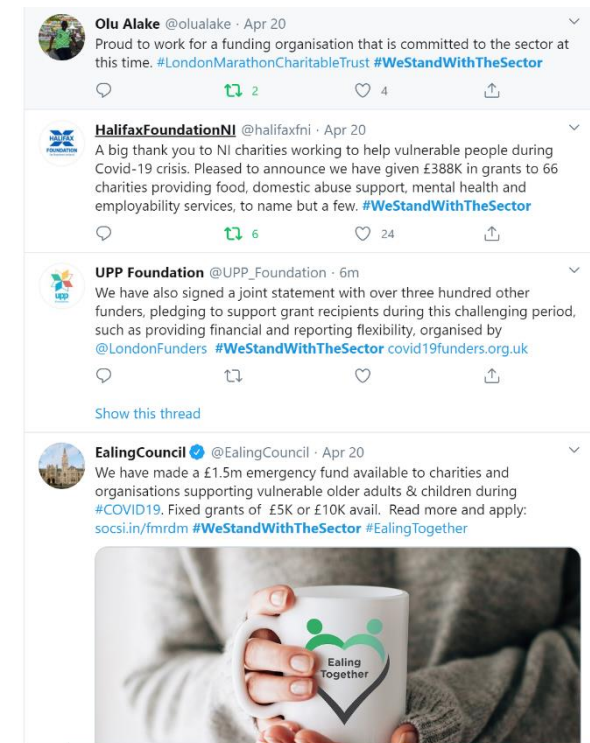 Olu Alake @olualake · Apr 20
Proud to work for a funding organisation that is committed to the sector at
this time. #LondonMarathonCharitableTrust #WeStandWithTheSector
2 4
HALIFAX
FOUNDATION
HalifaxFoundationNI @halifaxfni · Apr 20
A big thank you to NI charities working to help vulnerable people during
Covid-19 crisis. Pleased to announce we have given £388K in grants to 66
charities providing food, domestic abuse support, mental health and
employability services, to name but a few. #WeStandWithTheSector
6 24
upp
UPP Foundation @UPP_Foundation · 6m
We have also signed a joint statement with over three hundred other
funders, pledging to support grant recipients during this challenging period,
such as providing financial and reporting flexibility, organised by
@LondonFunders #WeStandWithTheSector covid19funders.org.uk
Show this thread
EalingCouncil @EalingCouncil · Apr 20
We have made a £1.5m emergency fund available to charities and
organisations supporting vulnerable older adults & children during
#COVID19. Fixed grants of £5K or £10K avail. Read more and apply:
socsi.in/fmrdm #WeStandWithTheSector #EalingTogether
Ealing
Together